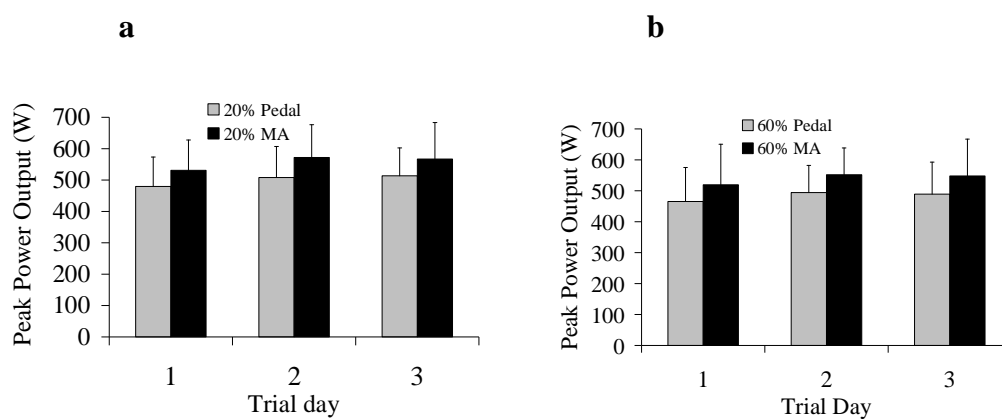 a
20% Pedal
20% MA
Peak Power Output (W)
700
600
500
400
300
200
100
0
1 2 3
Trial day
b
60% Pedal
60% MA
Peak Power Output (W)
700
600
500
400
300
200
100
0
1 2 3
Trial Day